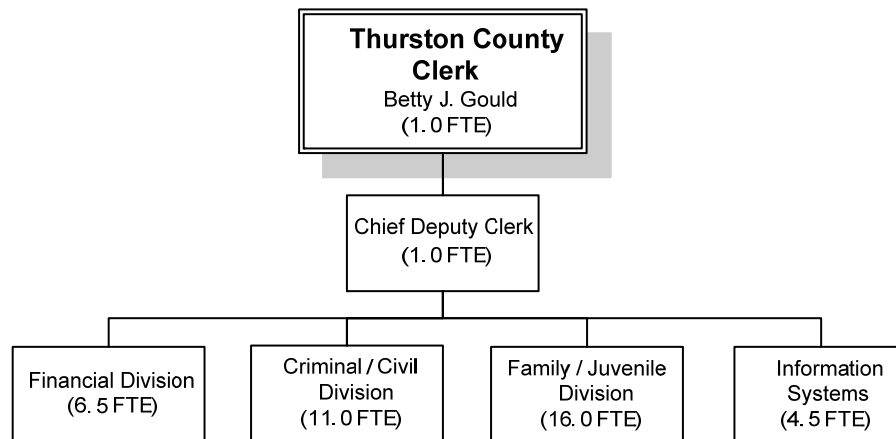 Thurston County
Clerk
Betty J. Gould
(1.0 FTE)
Chief Deputy Clerk
(1.0 FTE)
Financial Division
(6.5 FTE)
Criminal / Civil
Division
(11.0 FTE)
Family / Juvenile
Division
(16.0 FTE)
Information
Systems
(4.5 FTE)